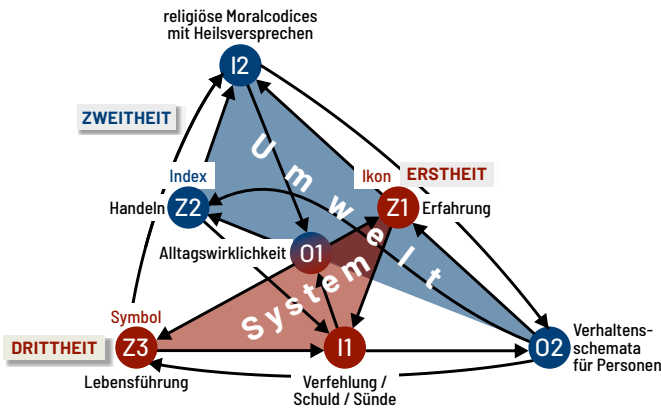 religiöse Moralcodices
mit Heilsversprechen
I2
ZWEITHEIT
Umwelt
Index
Ikon
ERSTHEIT
Handeln
Z2
Z1
Erfahrung
Alltagswirklichkeit
O1
System
Symbol
DRITTHEIT
Z3
I1
O2
Verhaltens-
schemata
für Personen
Lebensführung
Verfehlung /
Schuld / Sünde